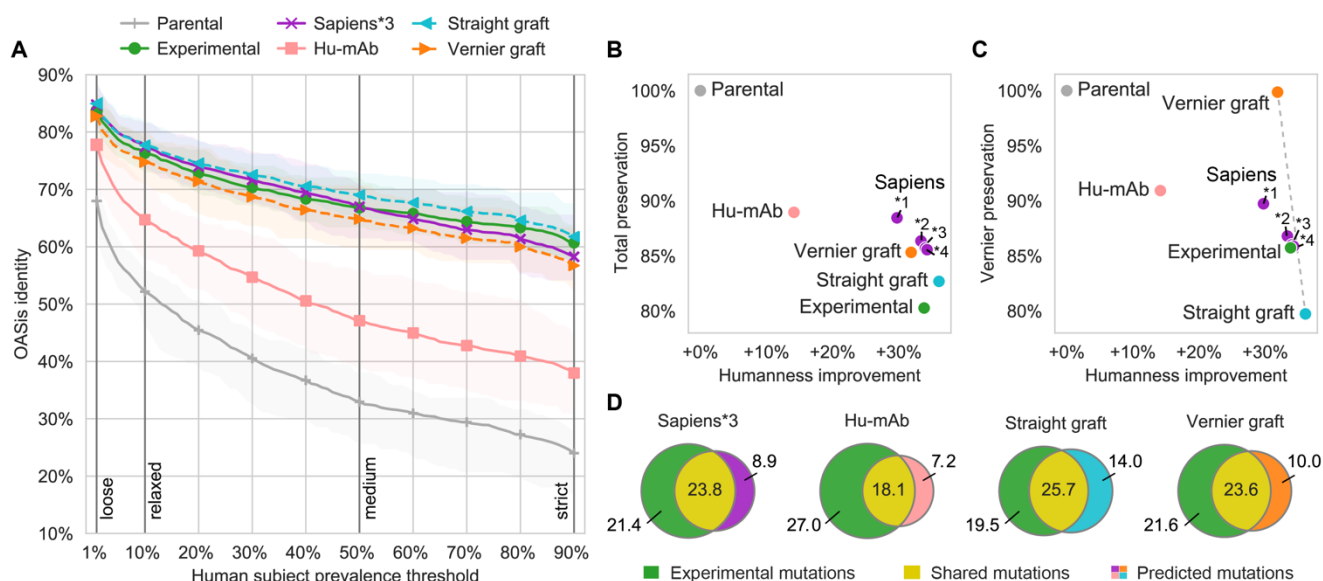 Parental
Sapiens*3
Straight graft
Experimental
Hu-mAb
Vernier graft
A
90%
80%
70%
60%
50%
40%
30%
20%
10%
OASis identity
loose
relaxed
medium
strict
1%
10%
20%
30%
40%
50%
60%
70%
80%
90%
Human subject prevalence threshold
B
Total preservation
100%
95%
90%
85%
80%
Parental
Sapiens
*1
Hu-mAb
*2
*3
Vernier graft
*4
Straight graft
Experimental
+0%
+10%
+20%
+30%
Humanness improvement
C
Vernier preservation
100%
95%
90%
85%
80%
Parental
Vernier graft
Sapiens
Hu-mAb
*1
*2
*3
*4
Experimental
Straight graft
+0%
+10%
+20%
+30%
Humanness improvement
D
Sapiens*3
8.9
23.8
21.4
Hu-mAb
7.2
18.1
27.0
Straight graft
14.0
25.7
19.5
Vernier graft
10.0
23.6
21.6
Experimental mutations
Shared mutations
Predicted mutations